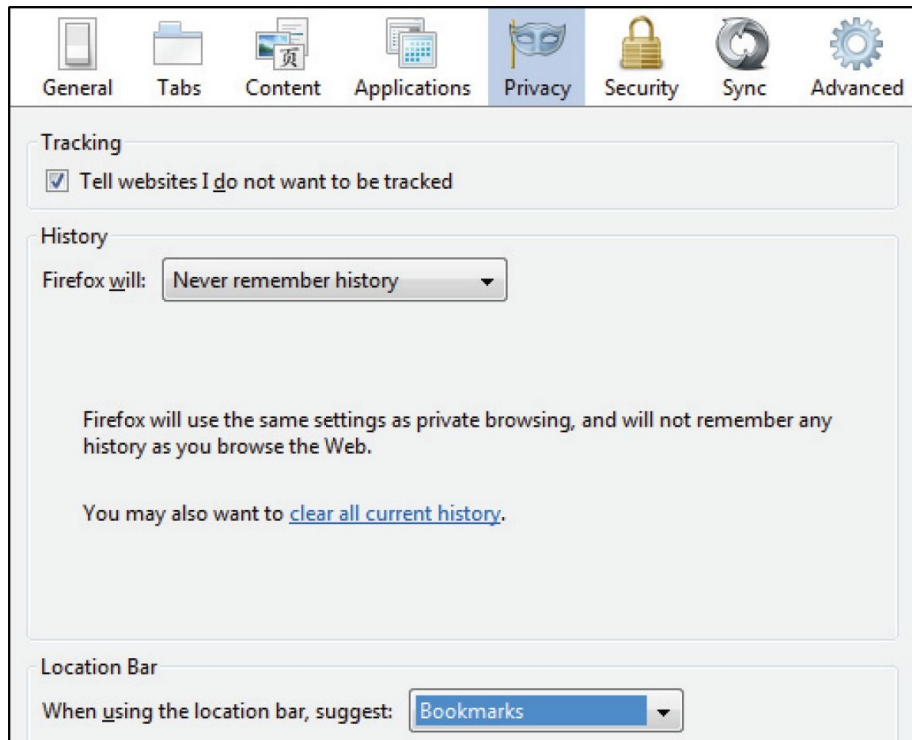 页
General Tabs Content Applications Privacy Security Sync Advanced
Tracking
Tell websites I do not want to be tracked
History
Firefox will: Never remember history
Firefox will use the same settings as private browsing, and will not remember any
history as you browse the Web.
You may also want to clear all current history.
Location Bar
When using the location bar, suggest: Bookmarks